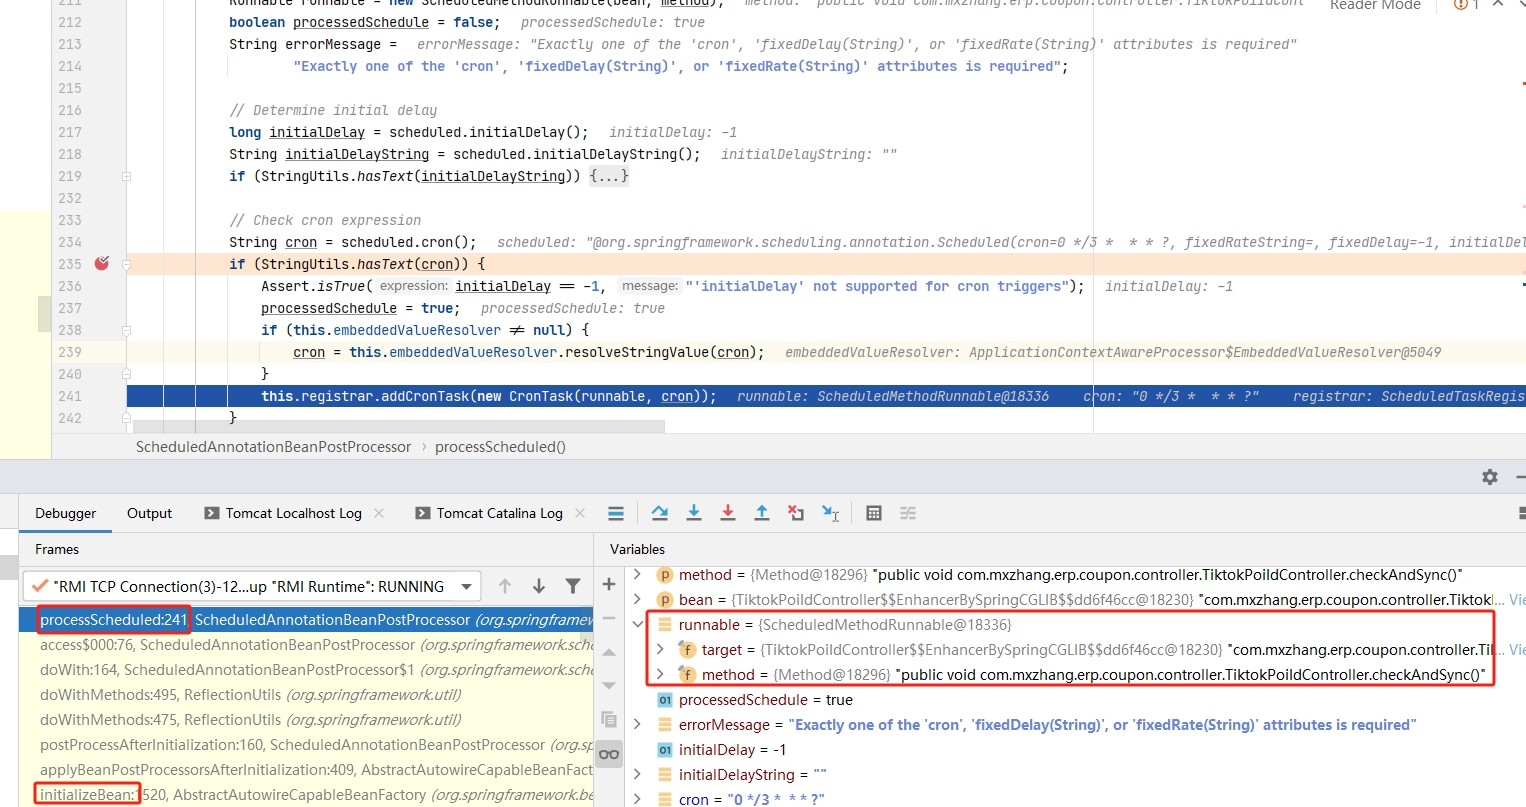 211 Runnable runnable = new ScheduledMethodRunnable(bean, method); method: "public void com.mxzhang.erp.coupon.controller.TiktokPoiIdCont
Reader Mode 1
212 boolean processedSchedule = false; processedSchedule: true
213 String errorMessage = errorMessage: "Exactly one of the 'cron', 'fixedDelay(String)', or 'fixedRate(String)' attributes is required"
214 "Exactly one of the 'cron', 'fixedDelay(String)', or 'fixedRate(String)' attributes is required";
215
216 // Determine initial delay
217 long initialDelay = scheduled.initialDelay(); initialDelay: -1
218 String initialDelayString = scheduled.initialDelayString(); initialDelayString: ""
219 if (StringUtils.hasText(initialDelayString)) {...}
232
233 // Check cron expression
234 String cron = scheduled.cron(); scheduled: "@org.springframework.scheduling.annotation.Scheduled(cron=0 */3 * * * ?, fixedRateString=, fixedDelay=-1, initialDel
235 if (StringUtils.hasText(cron)) {
236 Assert.isTrue( expression: initialDelay == -1, message: "'initialDelay' not supported for cron triggers"); initialDelay: -1
237 processedSchedule = true; processedSchedule: true
238 if (this.embeddedValueResolver ≠ null) {
239 cron = this.embeddedValueResolver.resolveStringValue(cron); embeddedValueResolver: ApplicationContextAwareProcessor$EmbeddedValueResolver@5049
240 }
241 this.registrar.addCronTask(new CronTask(runnable, cron)); runnable: ScheduledMethodRunnable@18336 cron: "0 */3 * * * ?" registrar: ScheduledTaskRegis
242 }
ScheduledAnnotationBeanPostProcessor › processScheduled()
Debugger Output Tomcat Localhost Log × Tomcat Catalina Log ×
Frames
"RMI TCP Connection(3)-12...up "RMI Runtime": RUNNING
processScheduled:241, ScheduledAnnotationBeanPostProcessor (org.springframew
access$000:76, ScheduledAnnotationBeanPostProcessor (org.springframework.sch
doWith:164, ScheduledAnnotationBeanPostProcessor$1 (org.springframework.sche
doWithMethods:495, ReflectionUtils (org.springframework.util)
doWithMethods:475, ReflectionUtils (org.springframework.util)
postProcessAfterInitialization:160, ScheduledAnnotationBeanPostProcessor (org.sp
applyBeanPostProcessorsAfterInitialization:409, AbstractAutowireCapableBeanFact
initializeBean:1520, AbstractAutowireCapableBeanFactory (org.springframework.be
Variables
method = {Method@18296} "public void com.mxzhang.erp.coupon.controller.TiktokPoiIdController.checkAndSync()"
bean = {TiktokPoiIdController$$EnhancerBySpringCGLIB$$dd6f46cc@18230} "com.mxzhang.erp.coupon.controller.Tiktok... Vie
runnable = {ScheduledMethodRunnable@18336}
target = {TiktokPoiIdController$$EnhancerBySpringCGLIB$$dd6f46cc@18230} "com.mxzhang.erp.coupon.controller.Ti... Vie
method = {Method@18296} "public void com.mxzhang.erp.coupon.controller.TiktokPoiIdController.checkAndSync()"
processedSchedule = true
errorMessage = "Exactly one of the 'cron', 'fixedDelay(String)', or 'fixedRate(String)' attributes is required"
initialDelay = -1
initialDelayString = ""
cron = "0 */3 * * * ?"